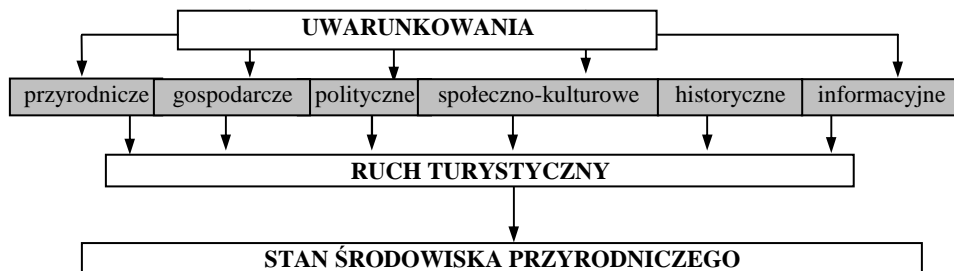 UWARUNKOWANIA
przyrodnicze gospodarcze polityczne społeczno-kulturowe historyczne informacyjne
RUCH TURYSTYCZNY
STAN ŚRODOWISKA PRZYRODNICZEGO